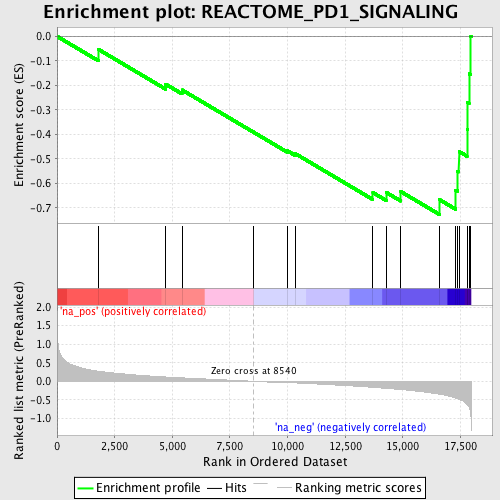 Enrichment plot: REACTOME_PD1_SIGNALING
Enrichment score (ES)
0.0
-0.1
-0.2
-0.3
-0.4
-0.5
-0.6
-0.7
'na_pos' (positively correlated)
Ranked list metric (PreRanked)
2.0
1.5
1.0
0.5
0.0
-0.5
-1.0
Zero cross at 8540
'na_neg' (negatively correlated)
0 2,500 5,000 7,500 10,000 12,500 15,000 17,500
Rank in Ordered Dataset
Enrichment profile Hits Ranking metric scores